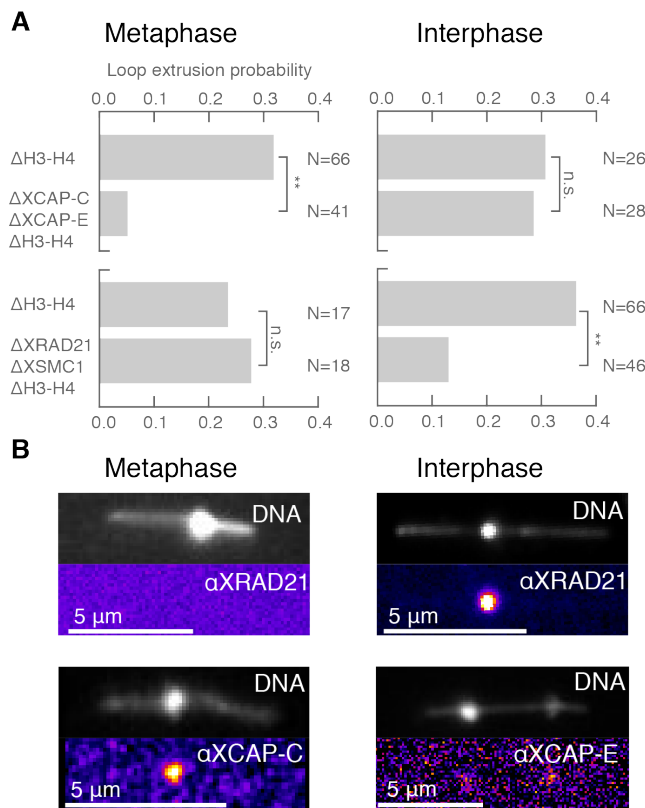 A
Metaphase
Interphase
Loop extrusion probability
0.0 0.1 0.2 0.3 0.4
0.0 0.1 0.2 0.3 0.4
ΔH3-H4
**
N=66
n.s.
N=26
ΔXCAP-C
ΔXCAP-E
ΔH3-H4
N=41
N=28
ΔH3-H4
n.s.
N=17
**
N=66
ΔXRAD21
ΔXSMC1
ΔH3-H4
N=18
N=46
0.0 0.1 0.2 0.3 0.4
0.0 0.1 0.2 0.3 0.4
B
Metaphase
Interphase
DNA
DNA
αXRAD21
αXRAD21
5 μm
5 μm
DNA
DNA
αXCAP-C
αXCAP-E
5 μm
5 μm